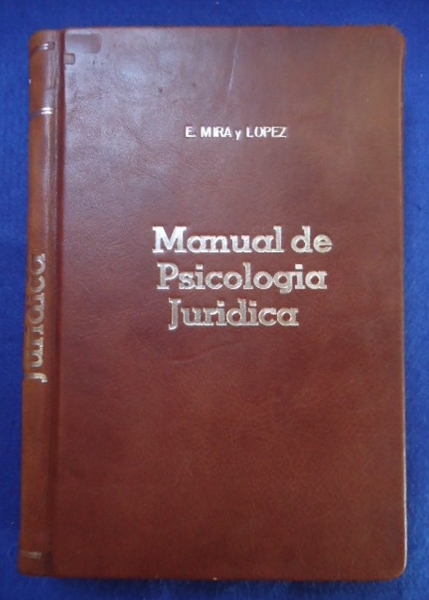 E. MIRA y LOPEZ
Manual de
Psicologia
Juridica
Juridica